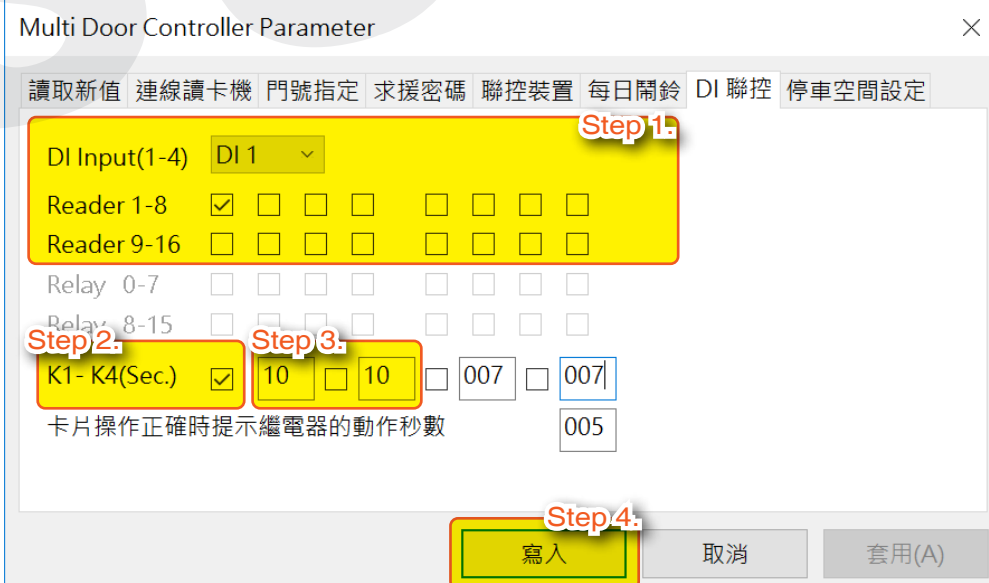 Multi Door Controller Parameter
讀取新值 連線讀卡機 門號指定 求援密碼 聯控裝置 每日鬧鈴 DI 聯控 停車空間設定
Step 1.
DI Input(1-4) DI 1
Reader 1-8
Reader 9-16
Relay 0-7
Relay 8-15
Step 2. Step 3.
K1- K4(Sec.) 10 10 007 007
卡片操作正確時提示繼電器的動作秒數 005
Step 4.
寫入 取消 套用(A)